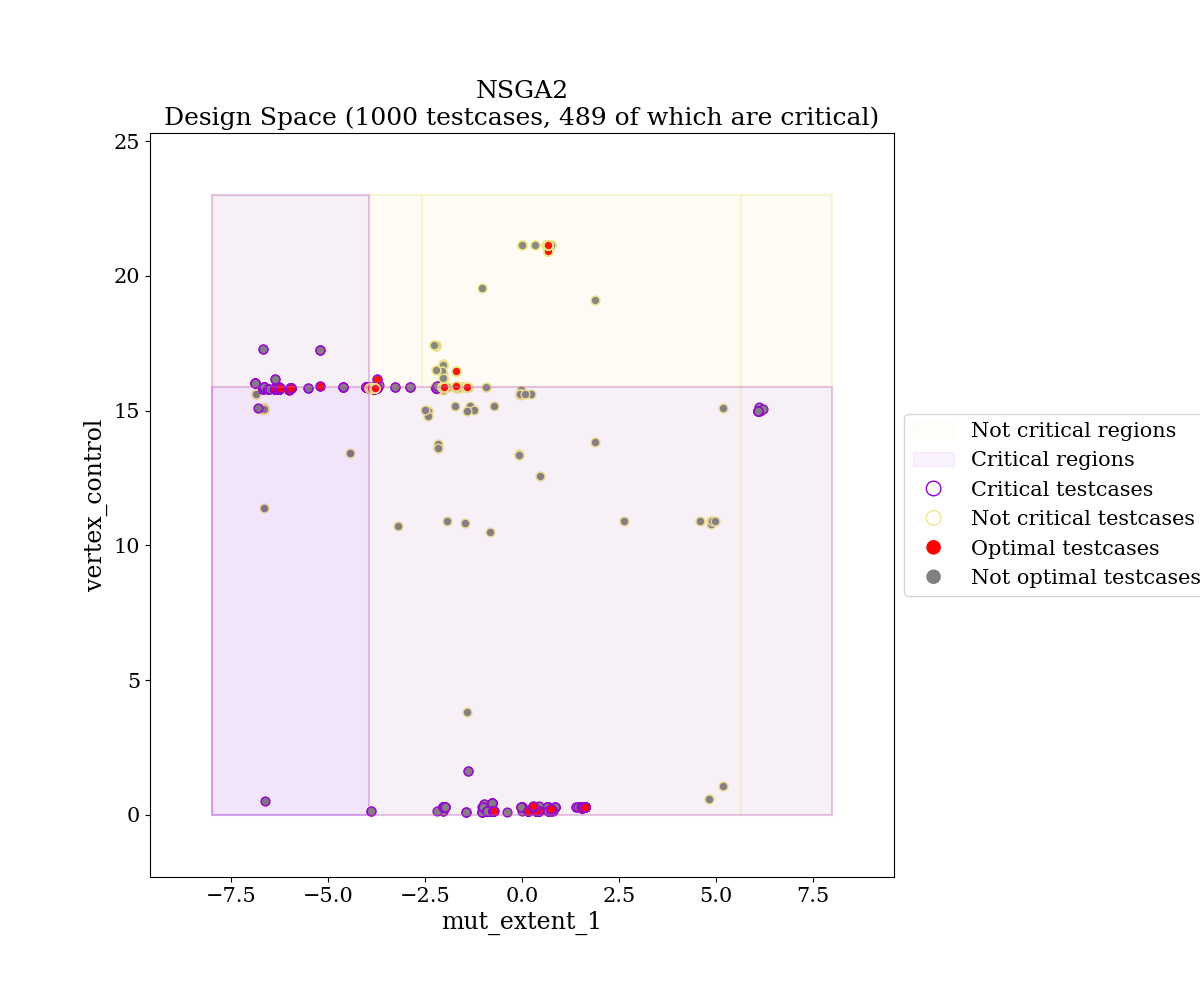 NSGA2
Design Space (1000 testcases, 489 of which are critical)
25
20
15
10
5
0
vertex_control
−7.5
−5.0
−2.5
0.0
2.5
5.0
7.5
mut_extent_1
Not critical regions
Critical regions
Critical testcases
Not critical testcases
Optimal testcases
Not optimal testcases